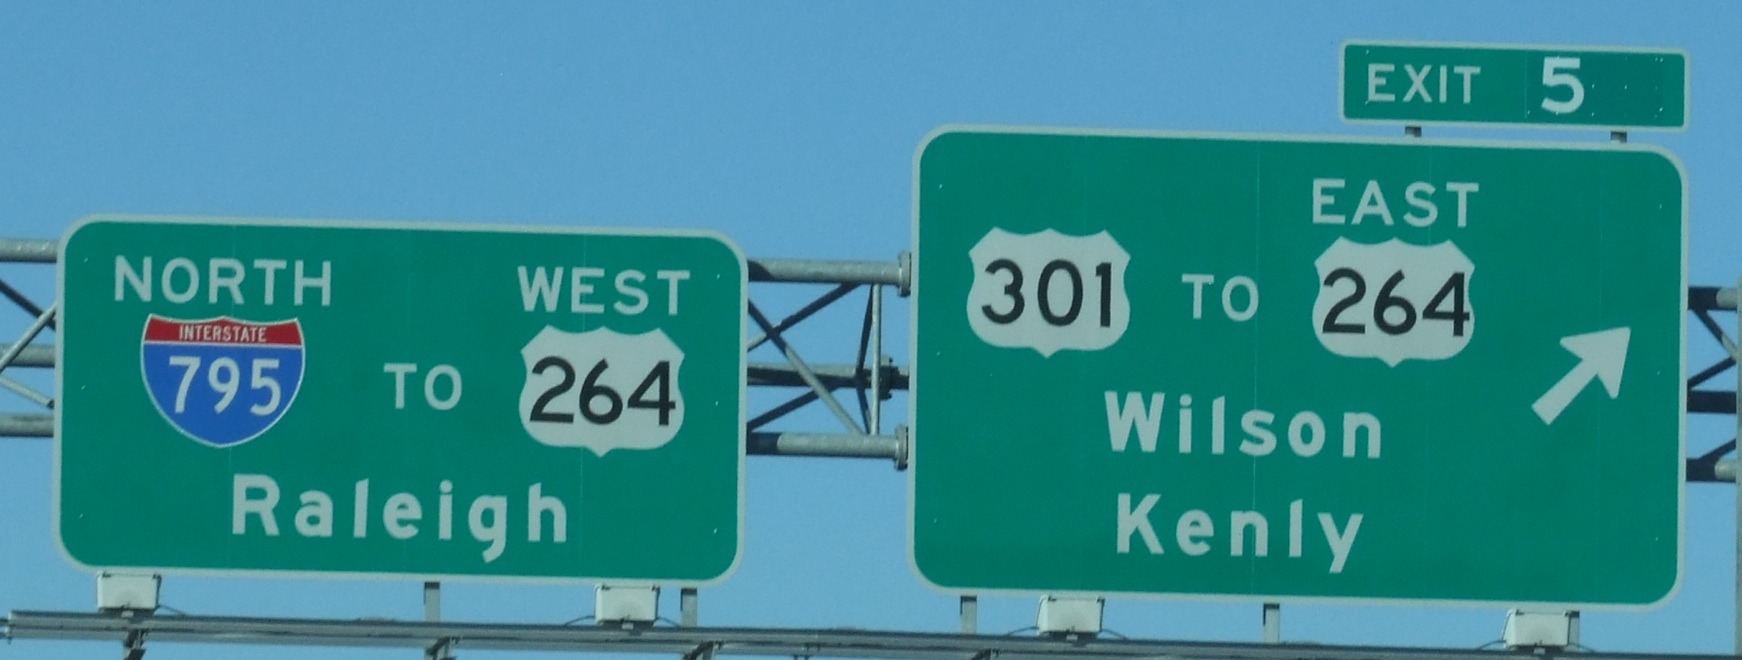 NORTH WEST
INTERSTATE
795 TO 264
Raleigh
EXIT 5
EAST
301 TO 264
Wilson
Kenly